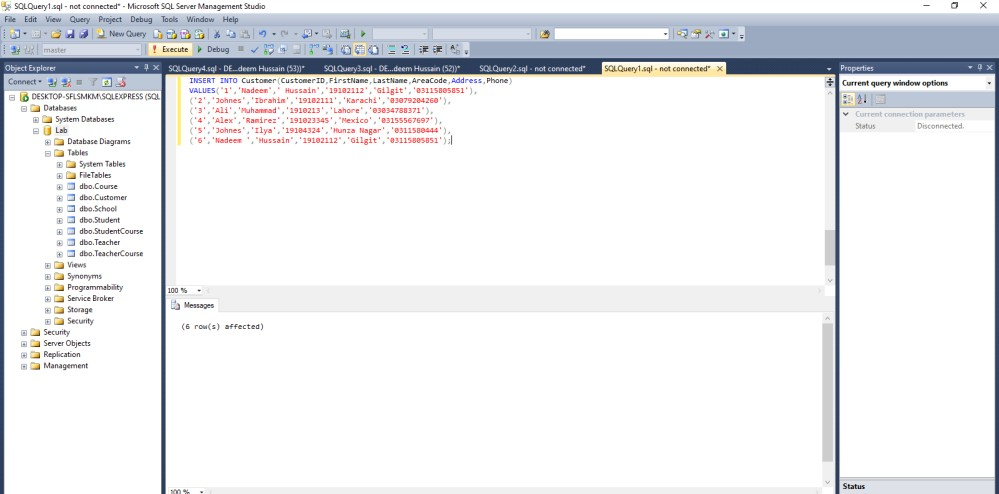 SQLQuery1.sql - not connected* - Microsoft SQL Server Management Studio
File Edit View Query Project Debug Tools Window Help
New Query
master
Execute
Debug
Object Explorer
Connect
DESKTOP-SFLSMKM\SQLEXPRESS (SQL
Databases
System Databases
Lab
Database Diagrams
Tables
System Tables
FileTables
dbo.Course
dbo.Customer
dbo.School
dbo.Student
dbo.StudentCourse
dbo.Teacher
dbo.TeacherCourse
Views
Synonyms
Programmability
Service Broker
Storage
Security
Security
Server Objects
Replication
Management
SQLQuery4.sql - DE...deem Hussain (53))* SQLQuery3.sql - DE...deem Hussain (52))* SQLQuery2.sql - not connected* SQLQuery1.sql - not connected*
INSERT INTO Customer(CustomerID,FirstName,LastName,AreaCode,Address,Phone)
VALUES('1','Nadeem',' Hussain','19102112','Gilgit','03115805851'),
('2','Johnes','Ibrahim','19102111','Karachi','03079204260'),
('3','Ali','Muhammad','1910213','Lahore','03034788371'),
('4','Alex','Ramirez','191023345','Mexico','03155567697'),
('5','Johnes','Ilya','19104324','Hunza Nagar','0311580444'),
('6','Nadeem ','Hussain','19102112','Gilgit','03115805851');
100 %
Messages
(6 row(s) affected)
100 %
Properties
Current query window options
Current connection parameters
Status Disconnected.
Status